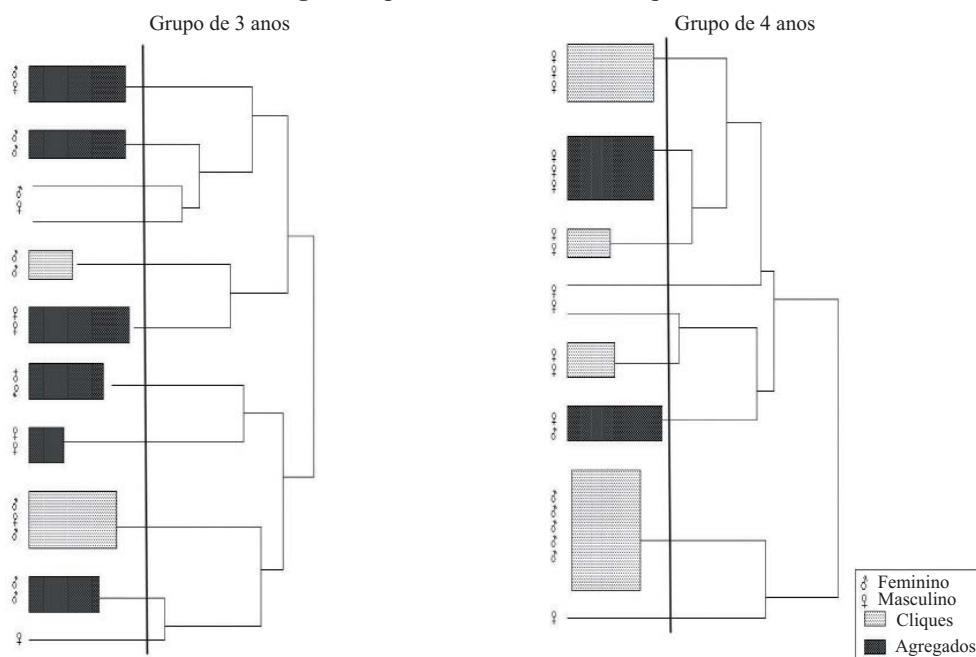 Grupo de 3 anos
Grupo de 4 anos
Feminino
Masculino
Cliques
Agregados